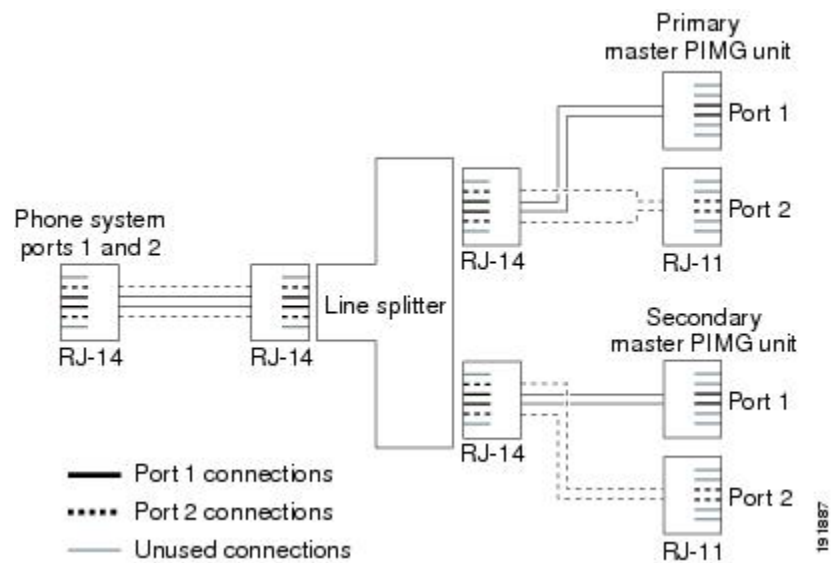 Primary
master PIMG unit
Port 1
Port 2
RJ-14
RJ-11
Phone system
ports 1 and 2
RJ-14
RJ-14
Line splitter
Secondary
master PIMG unit
Port 1
RJ-14
Port 2
RJ-11
Port 1 connections
Port 2 connections
Unused connections
191887